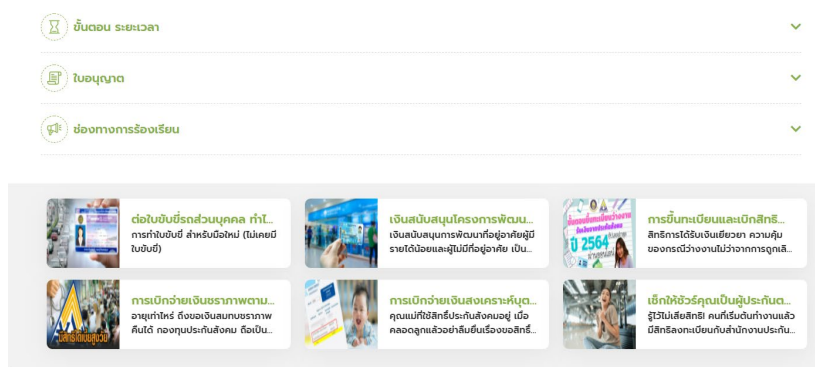 ขั้นตอน ระยะเวลา
ใบอนุญาต
ช่องทางการร้องเรียน
ต่อใบขับขี่รถส่วนบุคคล ทำไ...
การทำใบขับขี่ สำหรับมือใหม่ (ไม่เคยมี
ใบขับขี่)
เงินสนับสนุนโครงการพัฒน...
เงินสนับสนุนการพัฒนาที่อยู่อาศัยผู้มี
รายได้น้อยและผู้ไม่มีที่อยู่อาศัย เป็น...
ปี 2564
การขึ้นทะเบียนและเบิกสิทธิ...
สิทธิการได้รับเงินเยียวยา ความคุ้ม
ของกรณีว่างงานไม่ว่าจากการถูกเลิ...
การเบิกจ่ายเงินชราภาพตาม...
อายุเท่าไหร่ ถึงขอเงินสมทบชราภาพ
คืนได้ กองทุนประกันสังคม ถือเป็น...
การเบิกจ่ายเงินสงเคราะห์บุต...
คุณแม่ที่ใช้สิทธิ์ประกันสังคมอยู่ เมื่อ
คลอดลูกแล้วอย่าลืมยื่นเรื่องขอสิทธิ์...
เช็กให้ชัวร์คุณเป็นผู้ประกันต...
รู้ไว้ไม่เสียสิทธิ! คนที่เริ่มต้นทำงานแล้ว
มีสิทธิลงทะเบียนกับสำนักงานประกัน...